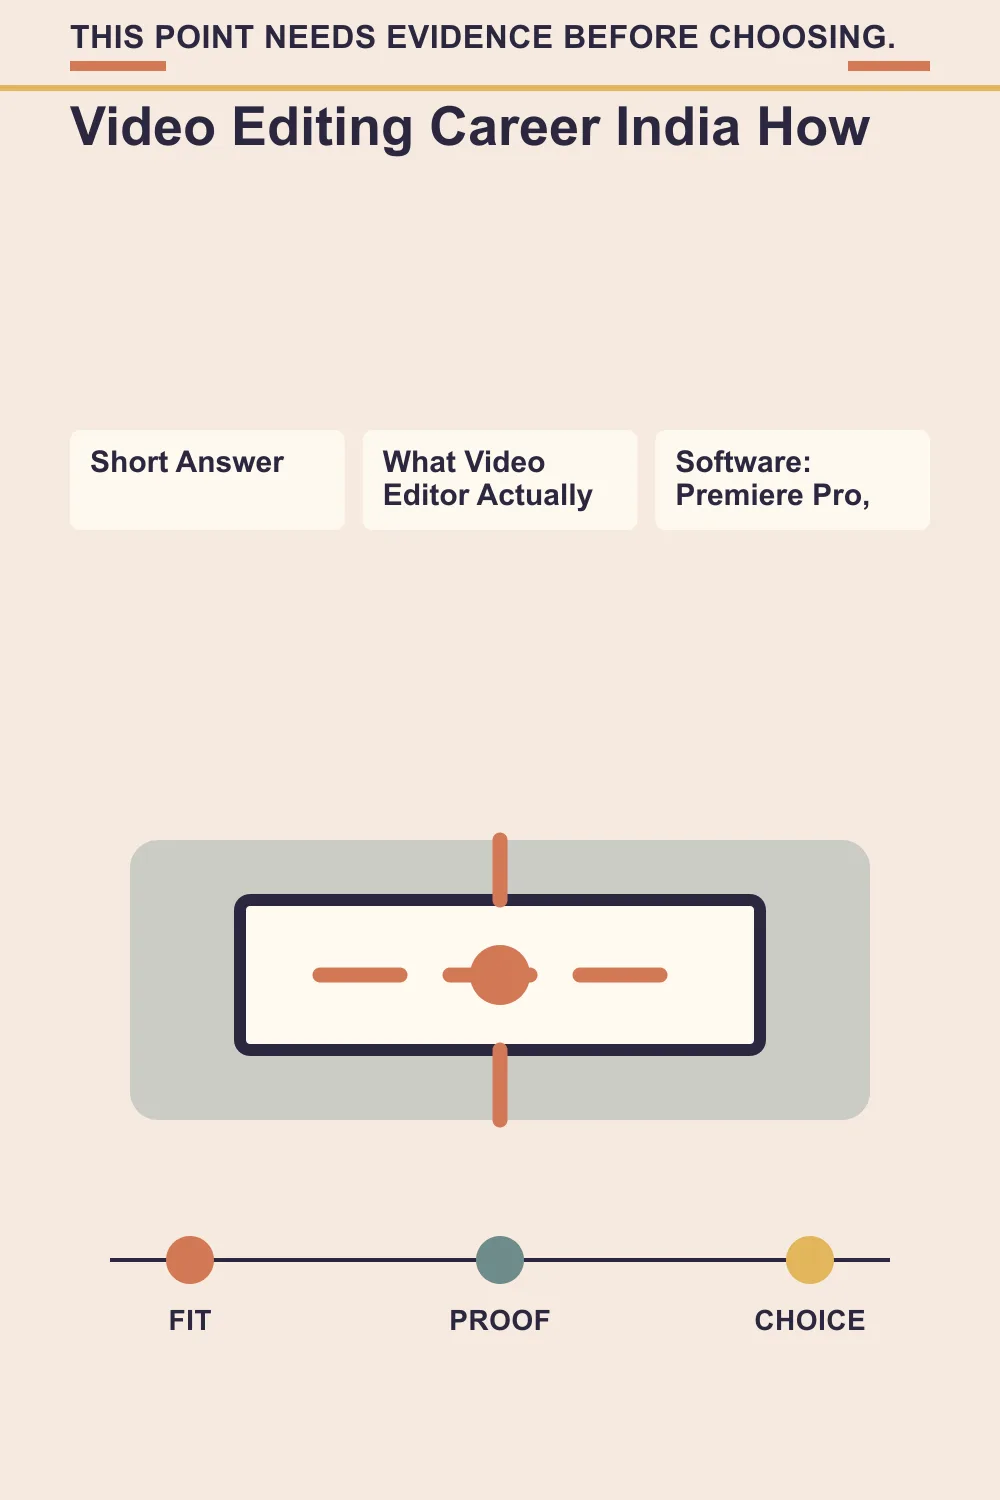 THIS POINT NEEDS EVIDENCE BEFORE CHOOSING.
Video Editing Career India How
Short Answer
What Video
Editor Actually
Software:
Premiere Pro,
FIT
PROOF
CHOICE